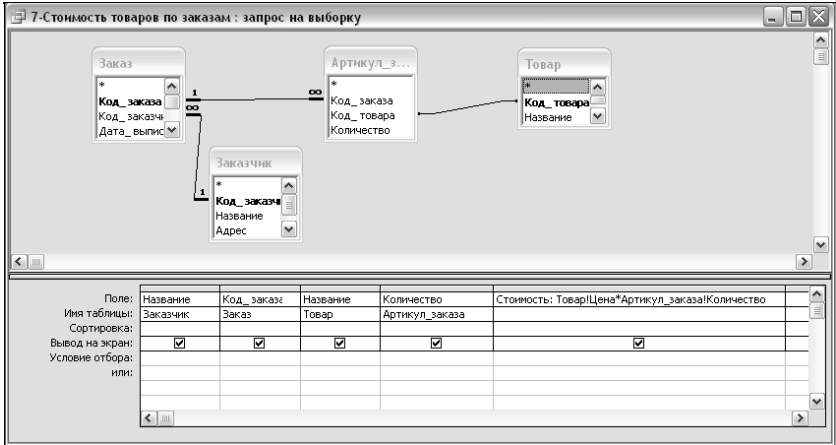 7-Стоимость товаров по заказам : запрос на выборку
Заказ
*
Код_заказа
Код_заказчи
Дата_выпис
1
∞
∞
1
Артикул_з...
*
Код_заказа
Код_товара
Количество
Товар
*
Код_товара
Название
Заказчик
*
Код_заказчи
Название
Адрес
Поле: Название Код_заказа Название Количество Стоимость: Товар!Цена*Артикул_заказа!Количество
Имя таблицы: Заказчик Заказ Товар Артикул_заказа
Сортировка:
Вывод на экран:
Условие отбора:
или: